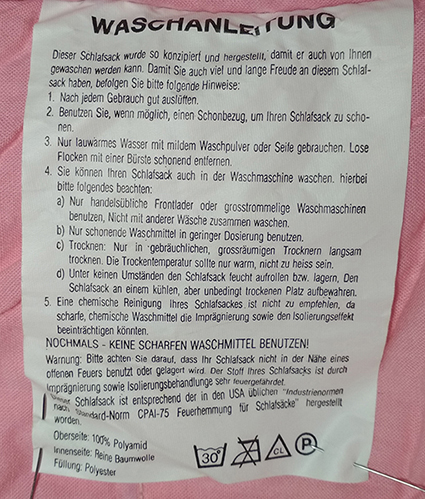 WASCHANLEITUNG
Dieser Schlafsack wurde so konzipiert und hergestellt, damit er auch von Ihnen
gewaschen werden kann. Damit Sie auch viel und lange Freude an diesem Schlaf-
sack haben, befolgen Sie bitte folgende Hinweise:
1. Nach jedem Gebrauch gut auslüften.
2. Benutzen Sie, wenn möglich, einen Schonbezug, um Ihren Schlafsack zu scho-
nen.
3. Nur lauwarmes Wasser mit mildem Waschpulver oder Seife gebrauchen. Lose
Flocken mit einer Bürste schonend entfernen.
4. Sie können Ihren Schlafsack auch in der Waschmaschine waschen. hierbei
bitte folgendes beachten:
a) Nur handelsübliche Frontlader oder grosstrommelige Waschmaschinen
benutzen, Nicht mit anderer Wäsche zusammen waschen.
b) Nur schonende Waschmittel in geringer Dosierung benutzen.
c) Trocknen: Nur in gebräuchlichen, grossräumigen Trocknern langsam
trocknen. Die Trockentemperatur sollte nur warm, nicht zu heiss sein.
d) Unter keinen Umständen den Schlafsack feucht aufrollen bzw. lagern, Den
Schlafsack an einem kühlen, aber unbedingt trockenen Platz aufbewahren.
5. Eine chemische Reinigung Ihres Schlafsackes ist nicht zu empfehlen, da
scharfe, chemische Waschmittel die Imprägnierung sowie den Isolierungseffekt
beeinträchtigen könnten.
NOCHMALS - KEINE SCHARFEN WASCHMITTEL BENUTZEN!
Warnung: Bitte achten Sie darauf, dass Ihr Schlafsack nicht in der Nähe eines
offenen Feuers benutzt oder gelagert wird. Der Stoff Ihres Schlafsacks ist durch
Imprägnierung sowie Isolierungsbehandlunge sehr feuergefährdet.
Schlafsack ist entsprechend der in den USA üblichen "Industrienormen
nach Standard-Norm CPAI-75 Feuerhemmung für Schlafsäcke" hergestellt
worden.
Oberseite: 100% Polyamid
Innenseite: Reine Baumwolle
Füllung: Polyester
30° CL P